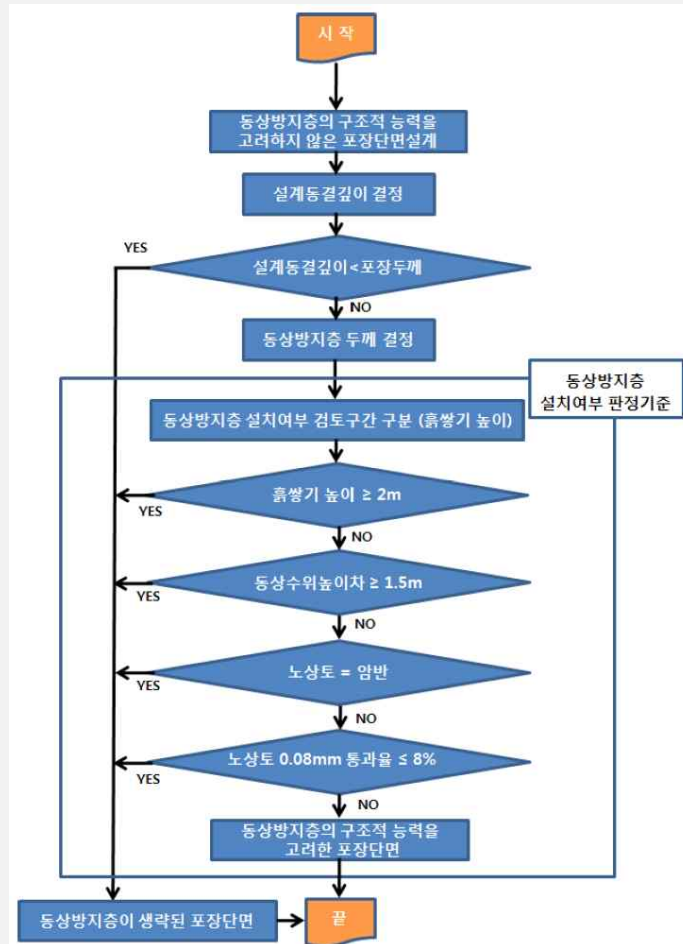 시 작
동상방지층의 구조적 능력을
고려하지 않은 포장단면설계
설계동결깊이 결정
YES
설계동결깊이<포장두께
NO
동상방지층 두께 결정
동상방지층
설치여부 판정기준
동상방지층 설치여부 검토구간 구분 (흙쌓기 높이)
흙쌓기 높이 ≥ 2m
YES
NO
동상수위높이차 ≥ 1.5m
YES
NO
노상토 = 암반
YES
NO
노상토 0.08mm 통과율 ≤ 8%
YES
NO
동상방지층의 구조적 능력을
고려한 포장단면
동상방지층이 생략된 포장단면
끝